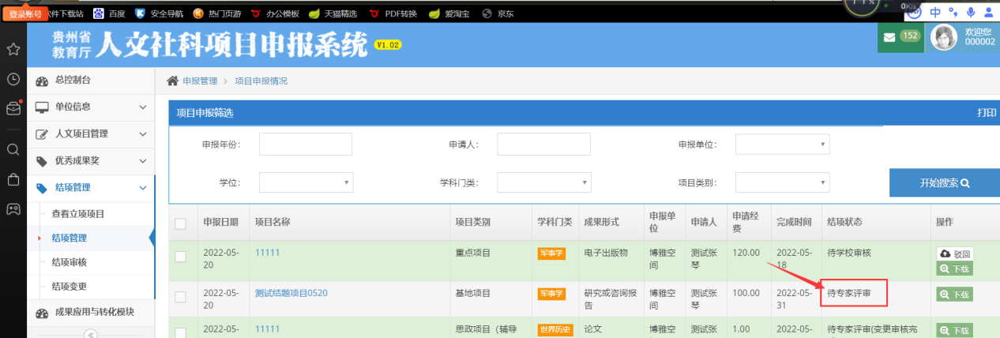 登录账号 软件下载站 百度 安全导航 热门页游 办公模板 天猫精选 PDF转换 爱淘宝 京东
0K/s
中
贵州省
教育厅
人文社科项目申报系统 V1.02
152
欢迎您
000002
总控制台
单位信息
人文项目管理
优秀成果奖
结项管理
查看立项项目
结项管理
结项审核
结项变更
成果应用与转化模块
申报管理 > 项目申报情况
项目申报筛选 打印
申报年份: 申请人: 申报单位:
学位: 学科门类: 项目类别: 开始搜索
申报日期 项目名称 项目类别 学科门类 成果形式 申报单位 申请人 申请经费 完成时间 结项状态 操作
2022-05-20 11111 重点项目 军事学 电子出版物 博雅空间 测试张琴 120.00 2022-05-18 待学校审核 驳回 下载
2022-05-20 测试结题项目0520 基地项目 军事学 研究或咨询报告 博雅空间 测试张琴 100.00 2022-05-31 待专家评审 下载
2022-05- 11111 思政项目（辅导 世界历史 论文 博雅空 测试张 1.00 2022-05- 待专家评审(变更审核完 下载